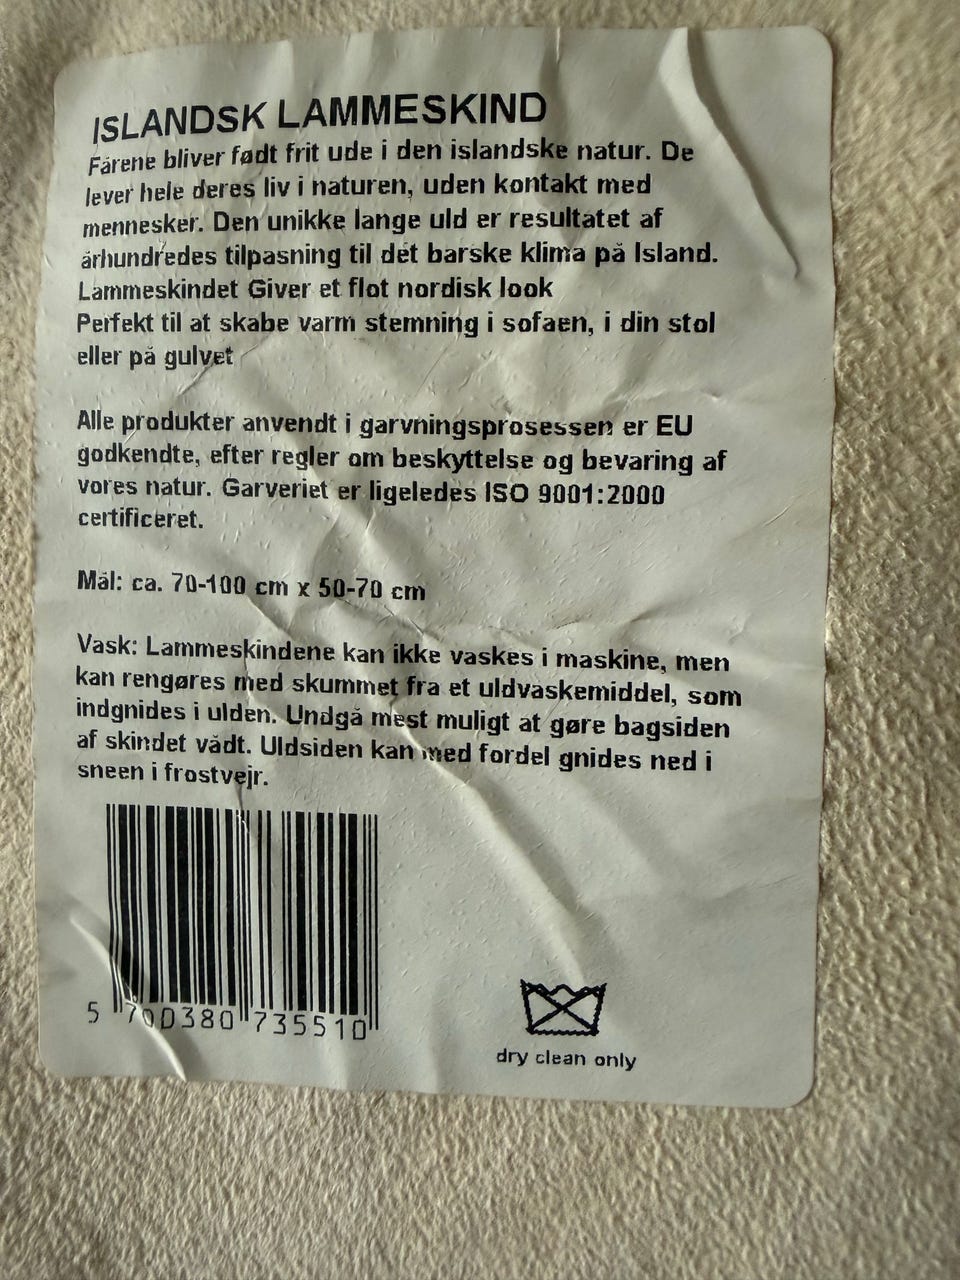 ISLANDSK LAMMESKIND
Fårene bliver født frit ude i den islandske natur. De
lever hele deres liv i naturen, uden kontakt med
mennesker. Den unikke lange uld er resultatet af
århundredes tilpasning til dét barske klima på Island.
Lammeskindet Giver et flot nordisk look
Perfekt til at skabe varm stemning i sofaen, i din stol
eller på gulvet
Alle produkter anvendt i garvningsprosessen er EU
godkendte, efter regler om beskyttelse og bevaring af
vores natur. Garveriet er ligeledes ISO 9001:2000
certificeret.
Mål: ca. 70-100 cm x 50-70 cm
Vask: Lammeskindene kan ikke vaskes i maskine, men
kan rengøres med skummet fra et uldvaskemiddel, som
indgnides i ulden. Undgå mest muligt at gøre bagsiden
af skindet vådt. Uldsiden kan med fordel gnides ned i
sneen i frostvejr.
5 700380 735510
dry clean only